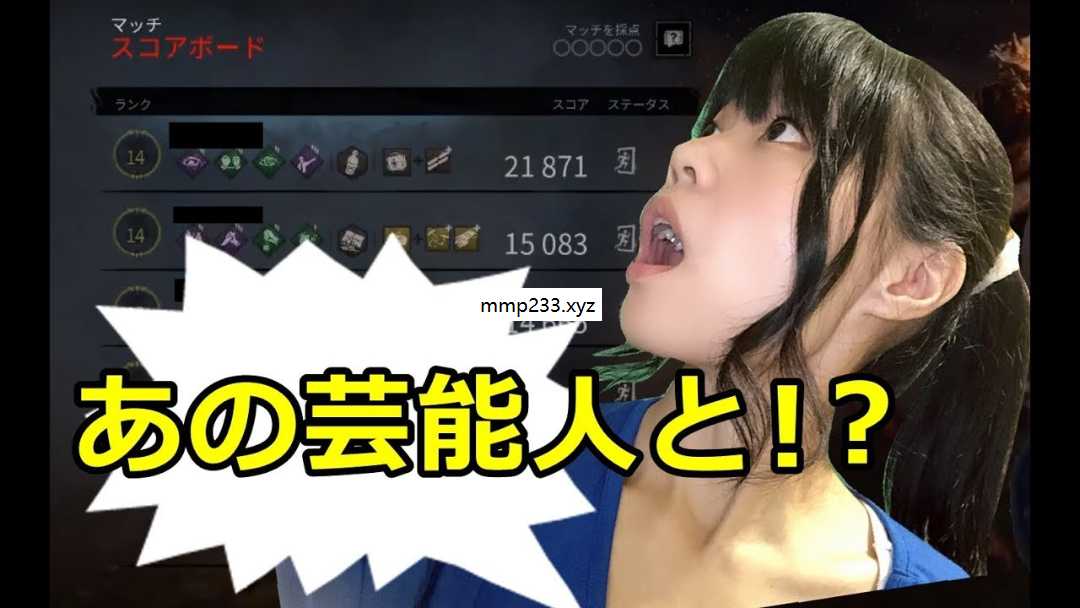 マッチ
スコアボード
マッチを採点
ランク スコア ステータス
14 21 871
14 15 083
mmp233.xyz
あの芸能人と!?